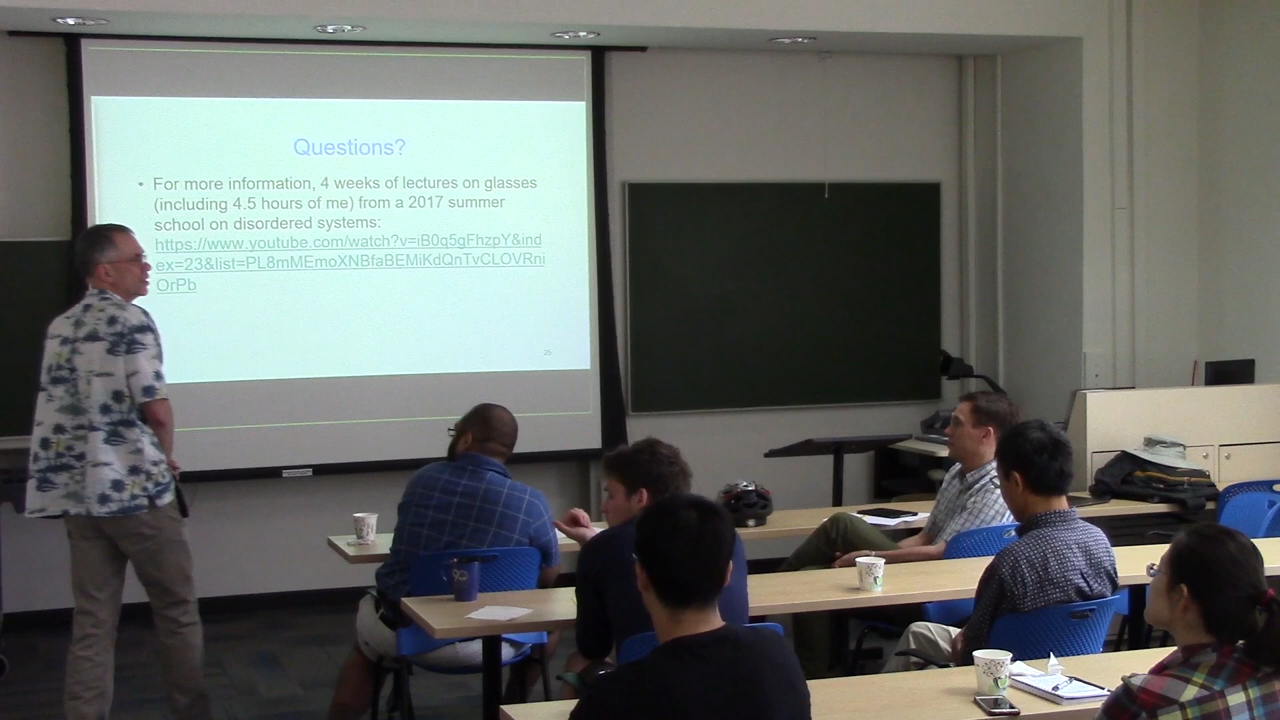 Questions?
• For more information, 4 weeks of lectures on glasses
(including 4.5 hours of me) from a 2017 summer
school on disordered systems:
https://www.youtube.com/watch?v=iB0q5gFhzpY&ind
ex=23&list=PL8mMEmoXNBfaBEMiKdQnTvCLOVRni
OrPb
25